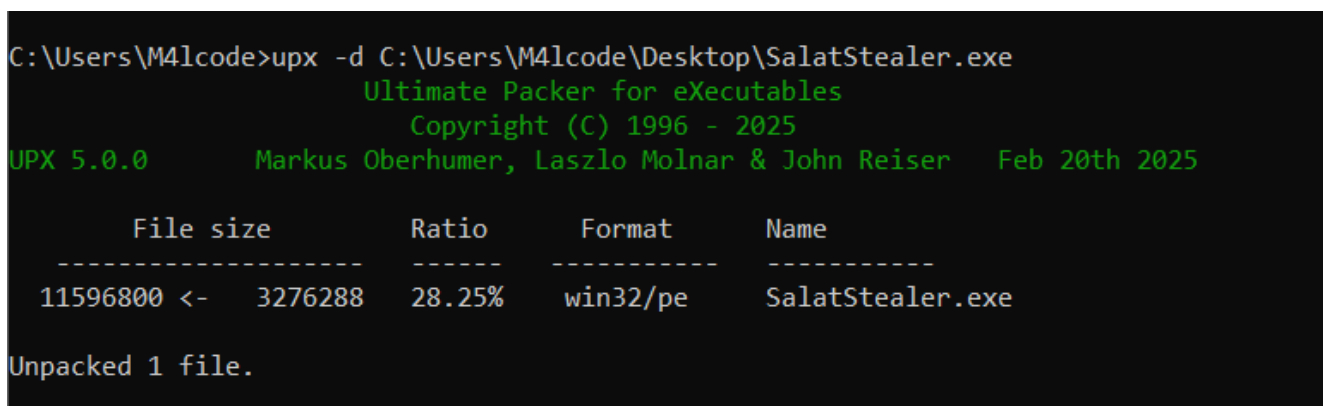 C:\Users\M4lcode>upx -d C:\Users\M4lcode\Desktop\SalatStealer.exe
Ultimate Packer for eXecutables
Copyright (C) 1996 - 2025
UPX 5.0.0 Markus Oberhumer, Laszlo Molnar & John Reiser Feb 20th 2025
File size Ratio Format Name
-------------------- ------ ----------- -----------
11596800 <- 3276288 28.25% win32/pe SalatStealer.exe
Unpacked 1 file.